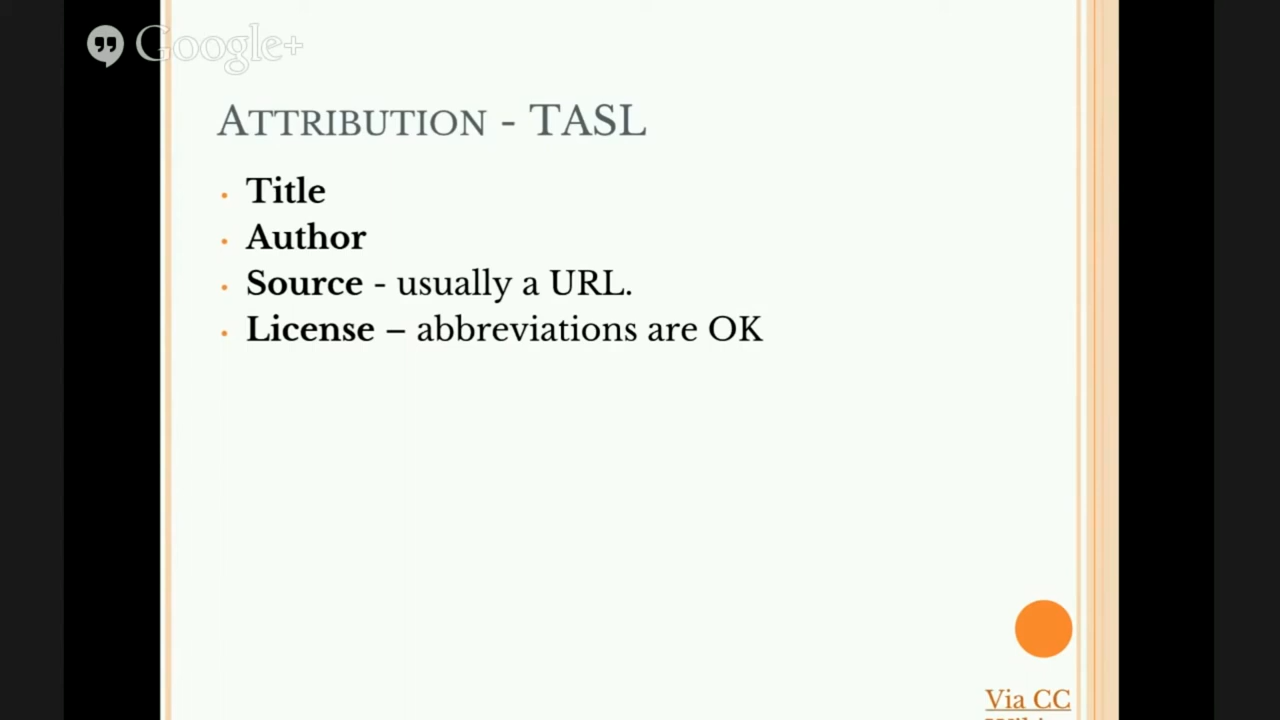 Google+
ATTRIBUTION - TASL
• Title
• Author
• Source - usually a URL.
• License – abbreviations are OK
Via CC